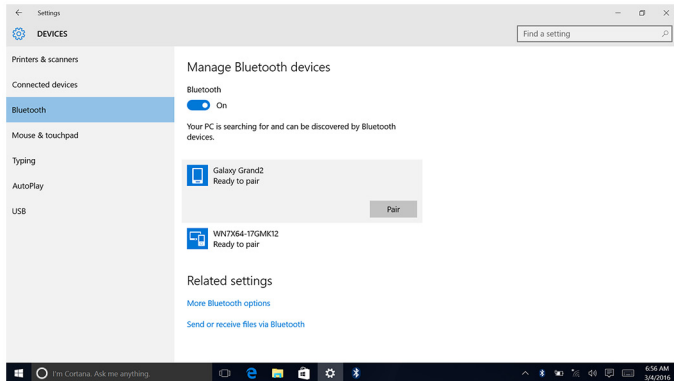 Settings
DEVICES
Find a setting
Printers & scanners
Connected devices
Bluetooth
Mouse & touchpad
Typing
AutoPlay
USB
Manage Bluetooth devices
Bluetooth
On
Your PC is searching for and can be discovered by Bluetooth
devices.
Galaxy Grand2
Ready to pair
Pair
WN7X64-17GMK12
Ready to pair
Related settings
More Bluetooth options
Send or receive files via Bluetooth
I'm Cortana. Ask me anything.
6:56 AM
3/4/2016